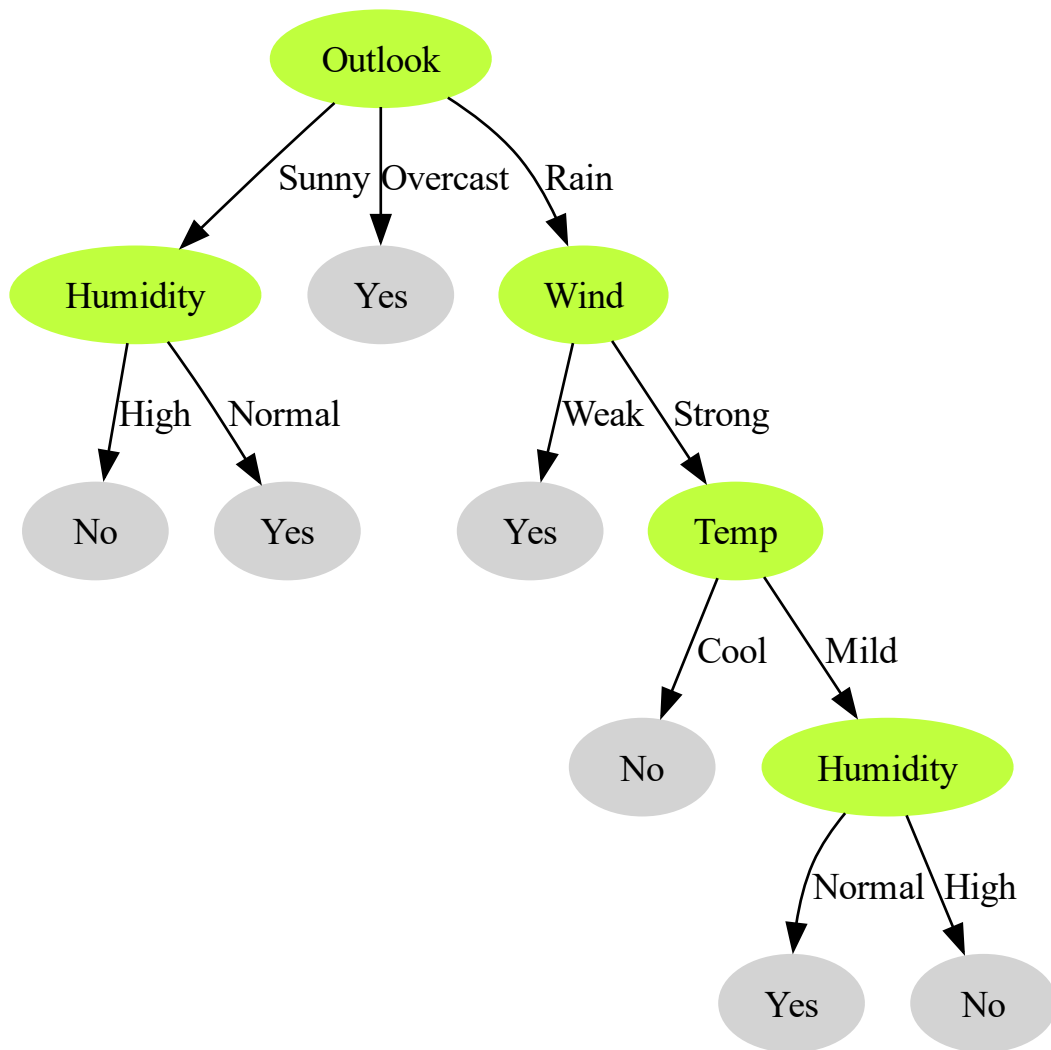 Outlook
Sunny
Overcast
Rain
Humidity
Yes
Wind
High
Normal
Weak
Strong
No
Yes
Yes
Temp
Cool
Mild
No
Humidity
Normal
High
Yes
No